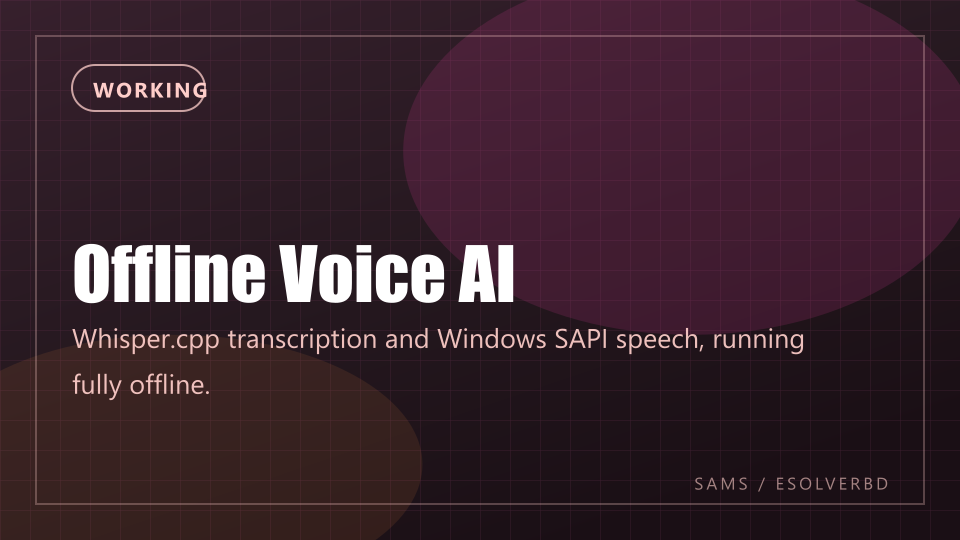 WORKING
Offline Voice AI
Whisper.cpp transcription and Windows SAPI speech, running
fully offline.
SAMS / ESOLVERBD